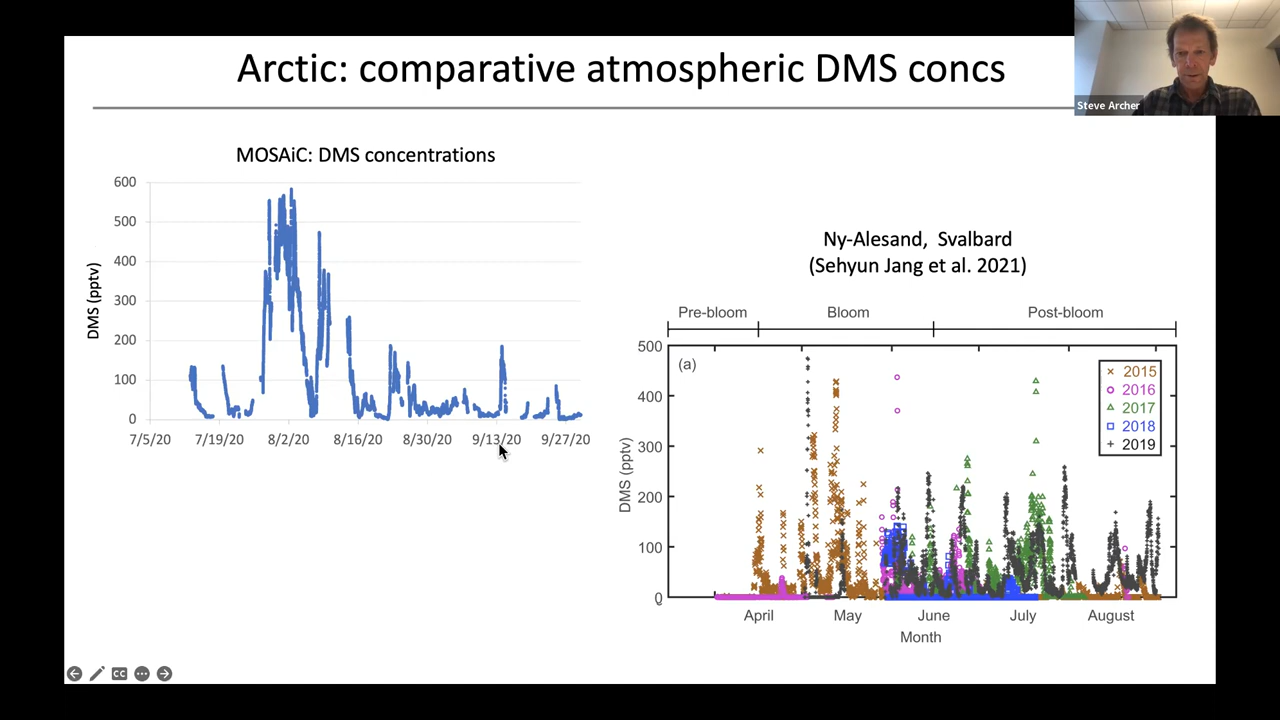 Arctic: comparative atmospheric DMS concs
Steve Archer
MOSAiC: DMS concentrations
600
500
400
300
200
100
0
DMS (pptv)
7/5/20 7/19/20 8/2/20 8/16/20 8/30/20 9/13/20 9/27/20
Ny-Alesand, Svalbard
(Sehyun Jang et al. 2021)
Pre-bloom Bloom Post-bloom
(a)
500
400
300
200
100
0
DMS (pptv)
2015
2016
2017
2018
2019
April May June July August
Month
CC